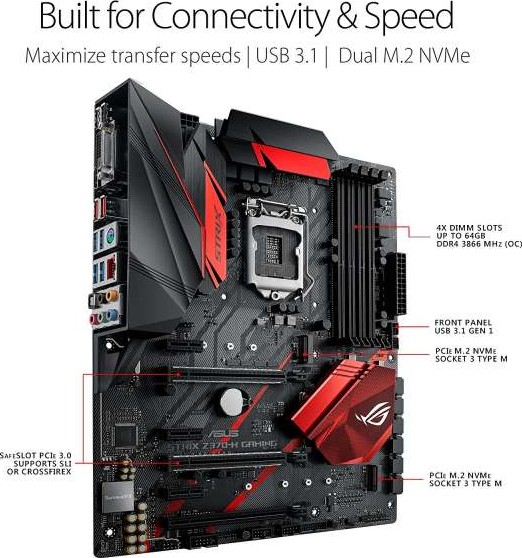 Built for Connectivity & Speed
Maximize transfer speeds | USB 3.1 | Dual M.2 NVMe
STRIX
4X DIMM SLOTS
UP TO 64GB
DDR4 3866 MHz (OC)
FRONT PANEL
USB 3.1 GEN 1
PCIe M.2 NVMe
SOCKET 3 TYPE M
SafeSlot PCIe 3.0
SUPPORTS SLI
OR CROSSFIREX
ASUS
STRIX Z370-H GAMING
PCIe M.2 NVMe
SOCKET 3 TYPE M